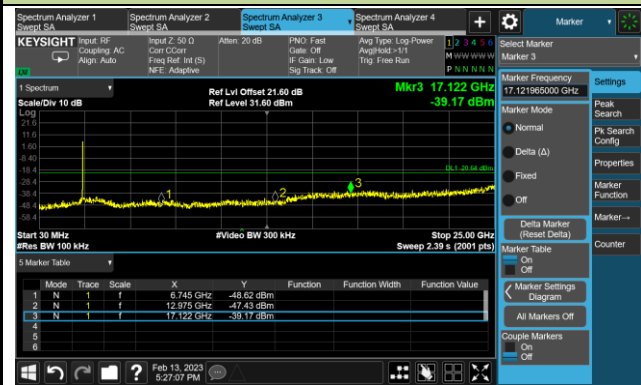 Spectrum Analyzer 1
Swept SA
Spectrum Analyzer 2
Swept SA
Spectrum Analyzer 3
Swept SA
Spectrum Analyzer 4
Swept SA
Marker
KEYSIGHT
Input: RF
Coupling: AC
Align: Auto
Input Z: 50 Ω
Corr CCorr
Freq Ref: Int (S)
NFE: Adaptive
Atten: 20 dB
PNO: Fast
Gate: Off
IF Gain: Low
Sig Track: Off
Avg Type: Log-Power
Avg|Hold:>1/1
Trig: Free Run
1 2 3 4 5 6
M W W W W W
P N N N N N
LXI
Select Marker
Marker 3
1 Spectrum
Scale/Div 10 dB
Ref Lvl Offset 21.60 dB
Ref Level 31.60 dBm
Mkr3 17.122 GHz
-39.17 dBm
Log
21.6
11.6
1.60
-8.40
-18.4
-28.4
-38.4
-48.4
-58.4
DL1 -20.64 dBm
1
2
3
Start 30 MHz
#Res BW 100 kHz
#Video BW 300 kHz
Stop 25.00 GHz
Sweep 2.39 s (2001 pts)
5 Marker Table
Mode Trace Scale X Y Function Function Width Function Value
1 N 1 f 6.745 GHz -48.62 dBm
2 N 1 f 12.975 GHz -47.43 dBm
3 N 1 f 17.122 GHz -39.17 dBm
4
5
6
Marker Frequency
17.121965000 GHz
Marker Mode
Normal
Delta (Δ)
Fixed
Off
Delta Marker
(Reset Delta)
Marker Table
On
Off
Marker Settings
Diagram
All Markers Off
Couple Markers
On
Off
Settings
Peak
Search
Pk Search
Config
Properties
Marker
Function
Marker→
Counter
Feb 13, 2023
5:27:07 PM